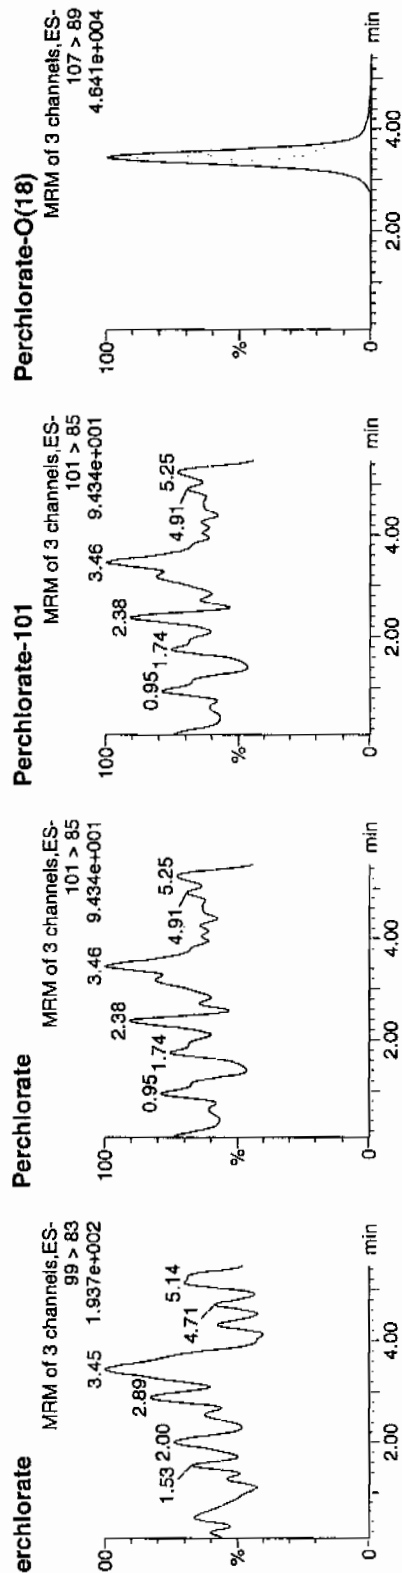 erchlorate
MRM of 3 channels,ES-
99 > 83
1.937e+002
00
3.45
2.89
2.00
1.53
5.14
4.71
%
0
2.00
4.00
min
Perchlorate
MRM of 3 channels,ES-
101 > 85
9.434e+001
100
3.46
2.38
0.95
1.74
4.91
5.25
%
0
2.00
4.00
min
Perchlorate-101
MRM of 3 channels,ES-
101 > 85
9.434e+001
100
3.46
2.38
0.95
1.74
4.91
5.25
%
0
2.00
4.00
min
Perchlorate-O(18)
MRM of 3 channels,ES-
107 > 89
4.641e+004
100
%
0
2.00
4.00
min